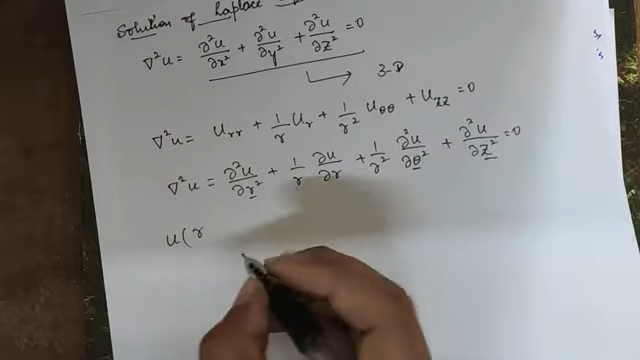 Solution of Laplace
∇²u = ∂²u/∂x² + ∂²u/∂y² + ∂²u/∂z² = 0
3-D
∇²u = u_rr + 1/r u_r + 1/r² u_θθ + u_zz = 0
∇²u = ∂²u/∂r² + 1/r ∂u/∂r + 1/r² ∂²u/∂θ² + ∂²u/∂z² = 0
u(r